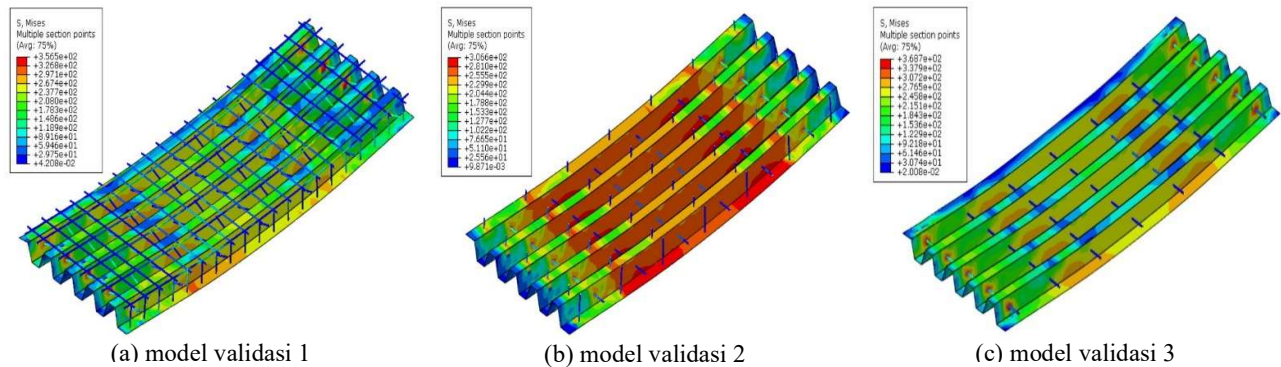 S, Mises
Multiple section points
(Avg: 75%)
+3.565e+02
+3.268e+02
+2.971e+02
+2.674e+02
+2.377e+02
+2.080e+02
+1.783e+02
+1.486e+02
+1.189e+02
+8.916e+01
+5.946e+01
+2.975e+01
+4.208e-02
S, Mises
Multiple section points
(Avg: 75%)
+3.066e+02
+2.810e+02
+2.555e+02
+2.299e+02
+2.044e+02
+1.788e+02
+1.533e+02
+1.277e+02
+1.022e+02
+7.665e+01
+5.110e+01
+2.556e+01
+9.871e-03
S, Mises
Multiple section points
(Avg: 75%)
+3.687e+02
+3.379e+02
+3.072e+02
+2.765e+02
+2.458e+02
+2.151e+02
+1.843e+02
+1.536e+02
+1.229e+02
+9.218e+01
+6.146e+01
+3.074e+01
+2.008e-02
(a) model validasi 1
(b) model validasi 2
(c) model validasi 3